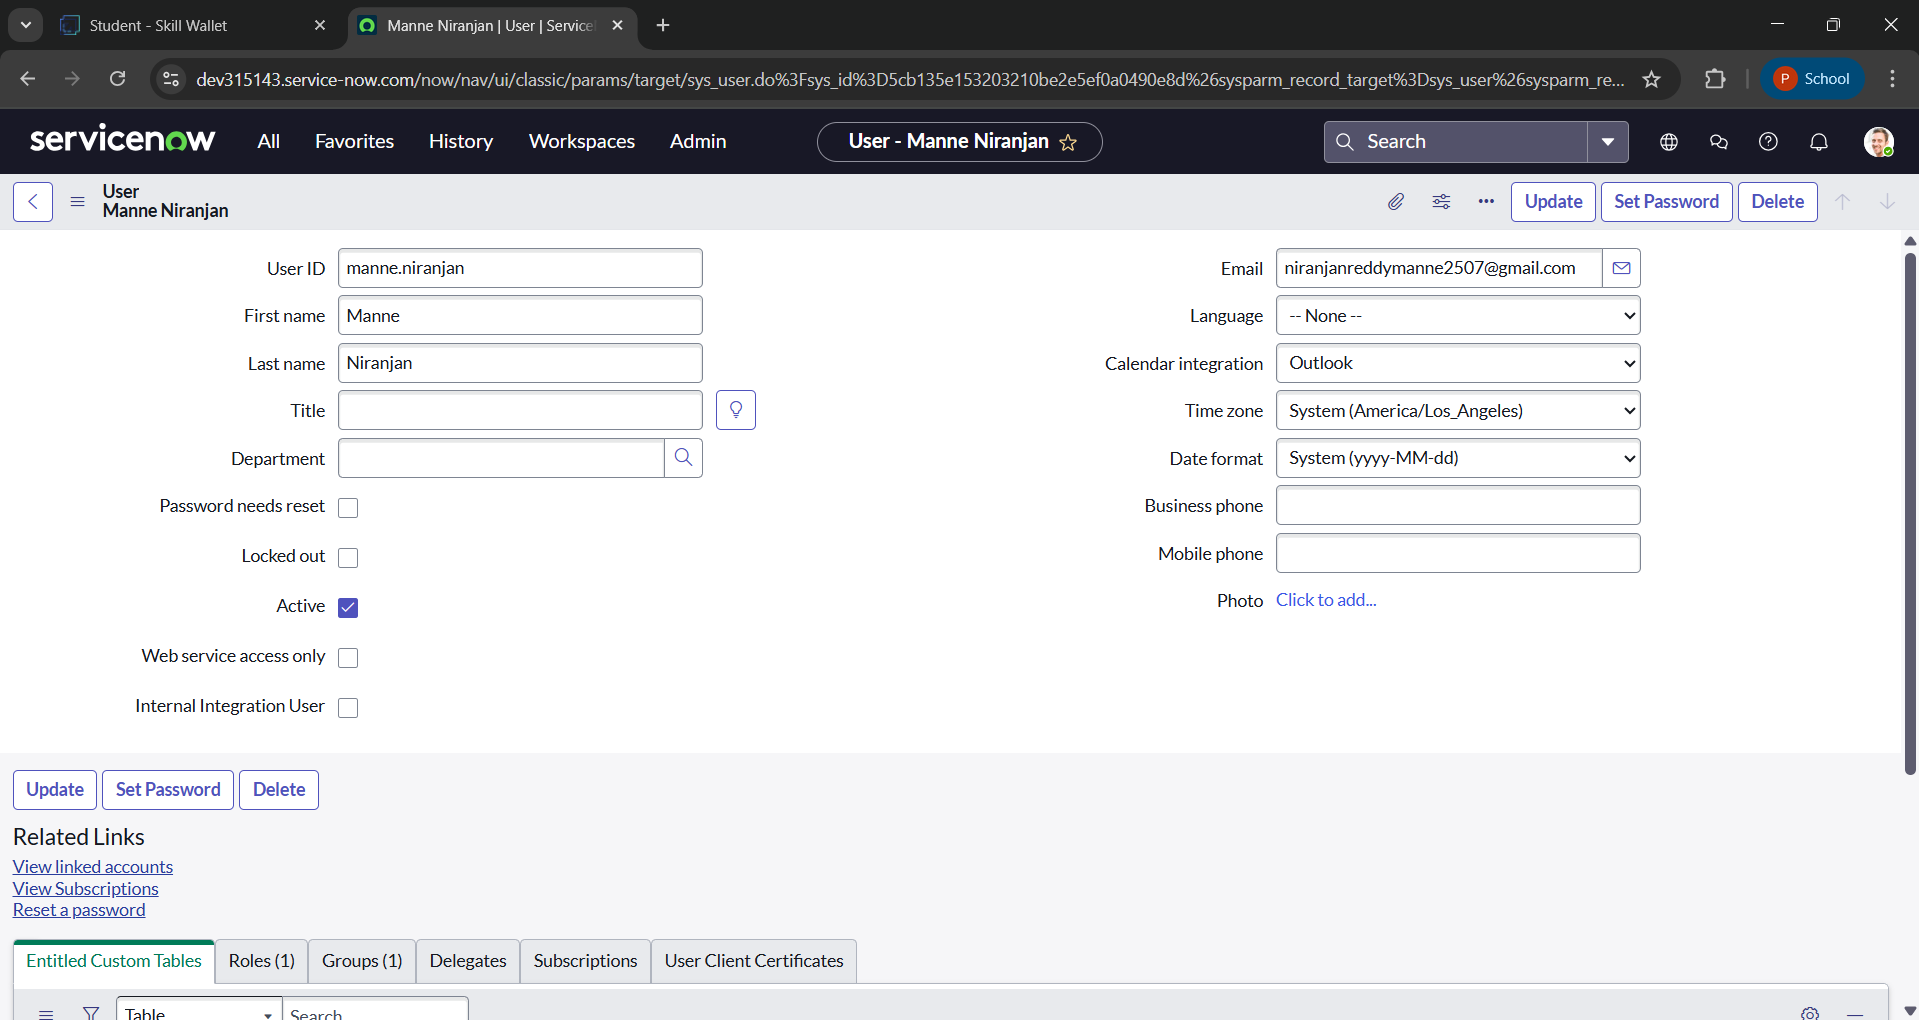 Student - Skill Wallet
Manne Niranjan | User | Service
dev315143.service-now.com/now/nav/ui/classic/params/target/sys_user.do%3Fsys_id%3D5cb135e153203210be2e5ef0a0490e8d%26sysparm_record_target%3Dsys_user%26sysparm_re...
P School
servicenow All Favorites History Workspaces Admin User - Manne Niranjan Search
User
Manne Niranjan
Update Set Password Delete
User ID manne.niranjan
First name Manne
Last name Niranjan
Title
Department
Password needs reset
Locked out
Active
Web service access only
Internal Integration User
Email niranjanreddymanne2507@gmail.com
Language -- None --
Calendar integration Outlook
Time zone System (America/Los_Angeles)
Date format System (yyyy-MM-dd)
Business phone
Mobile phone
Photo Click to add...
Update Set Password Delete
Related Links
View linked accounts
View Subscriptions
Reset a password
Entitled Custom Tables Roles (1) Groups (1) Delegates Subscriptions User Client Certificates
Table Search